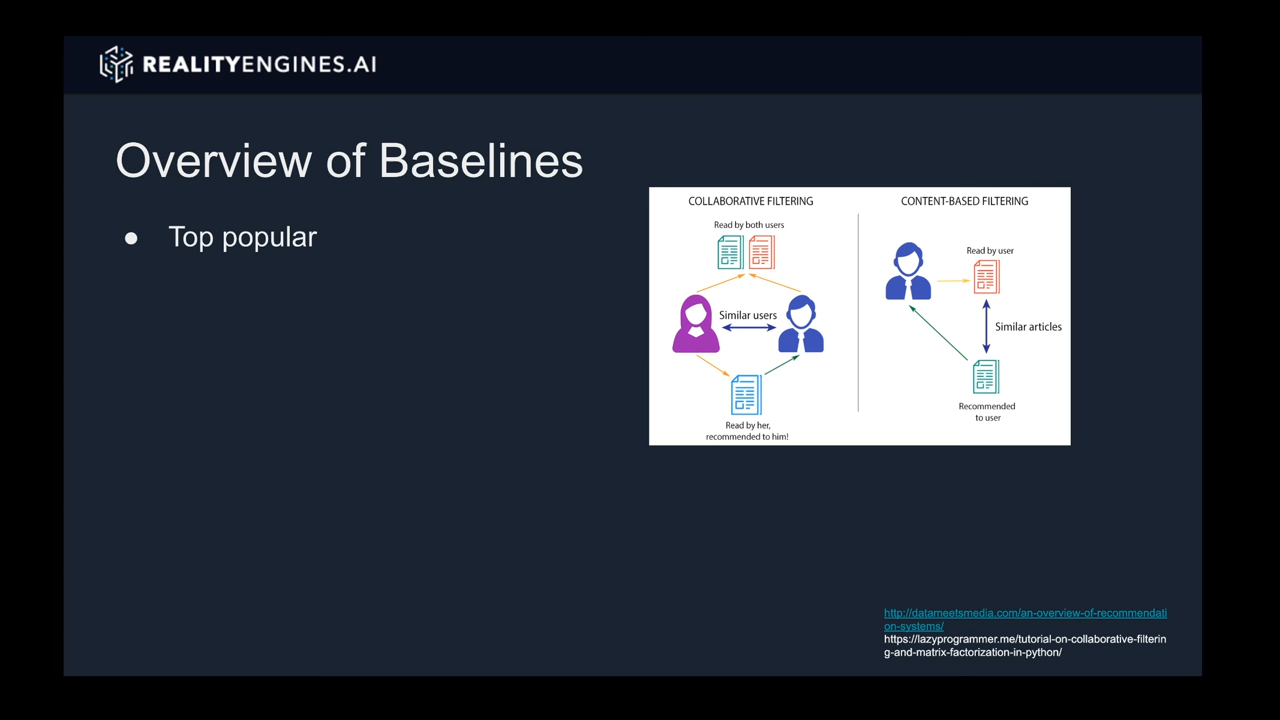 REALITYENGINES.AI
Overview of Baselines
● Top popular
COLLABORATIVE FILTERING
Read by both users
Similar users
Read by her,
recommended to him!
CONTENT-BASED FILTERING
Read by user
Similar articles
Recommended
to user
http://datameetsmedia.com/an-overview-of-recommendati
on-systems/
https://lazyprogrammer.me/tutorial-on-collaborative-filterin
g-and-matrix-factorization-in-python/